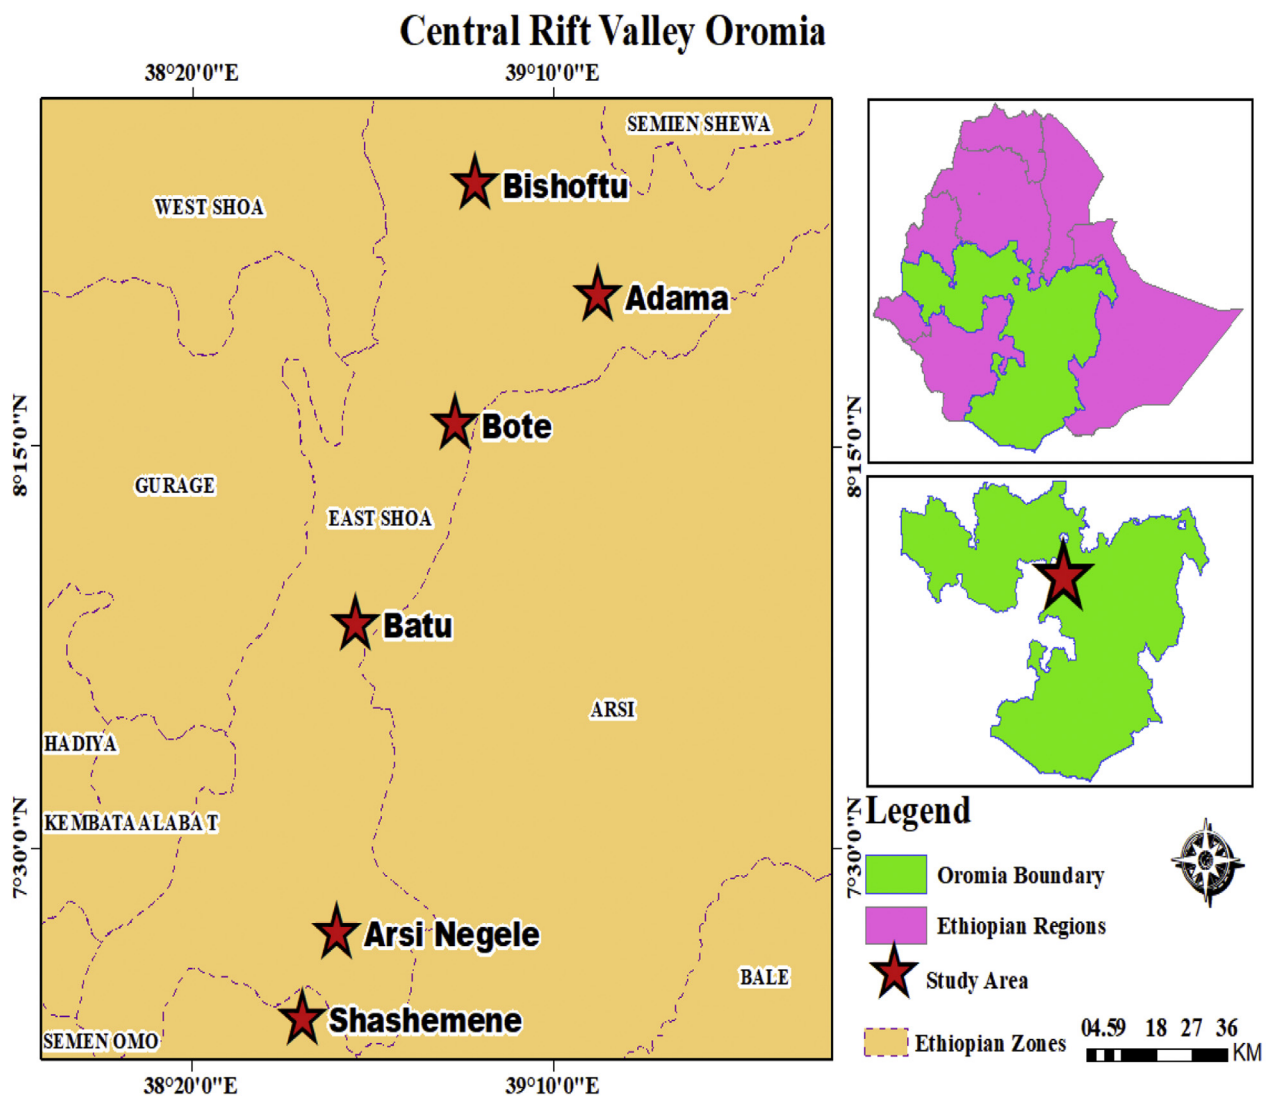 Central Rift Valley Oromia
38°20'0"E
39°10'0"E
SEMIEN SHEWA
Bishoftu
WEST SHOA
Adama
Bote
8°15'0"N
8°15'0"N
GURAGE
EAST SHOA
Batu
ARSI
HADIYA
KEMBATA ALABA T
7°30'0"N
7°30'0"N
Arsi Negele
BALE
Shashemene
SEMEN OMO
38°20'0"E
39°10'0"E
Legend
Oromia Boundary
Ethiopian Regions
Study Area
Ethiopian Zones
04.59 18 27 36
KM